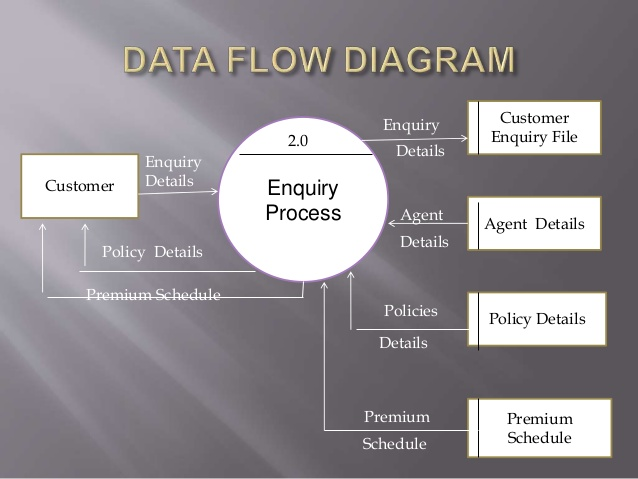 DATA FLOW DIAGRAM
Customer
Enquiry
Details
2.0
Enquiry
Process
Enquiry
Details
Customer
Enquiry File
Agent
Details
Agent Details
Policy Details
Premium Schedule
Policies
Details
Policy Details
Premium
Schedule
Premium
Schedule